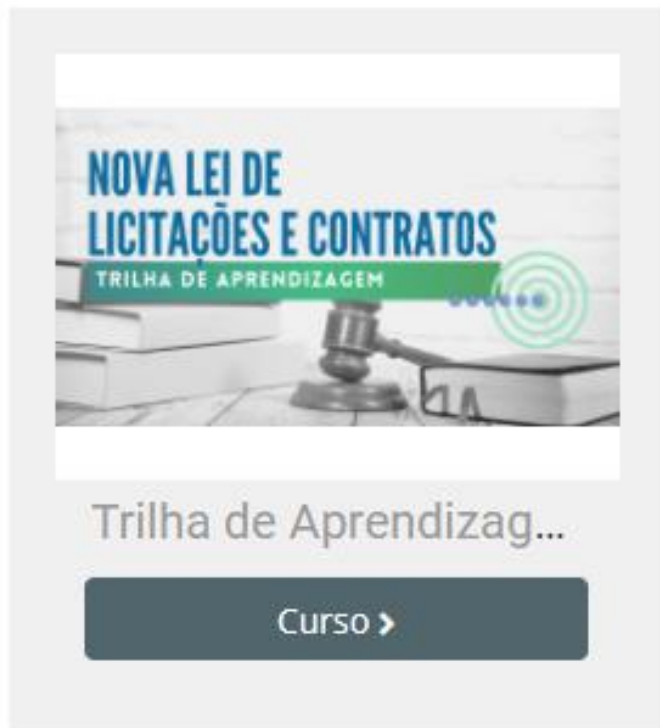 NOVA LEI DE
LICITAÇÕES E CONTRATOS
TRILHA DE APRENDIZAGEM
Trilha de Aprendizag...
Curso >